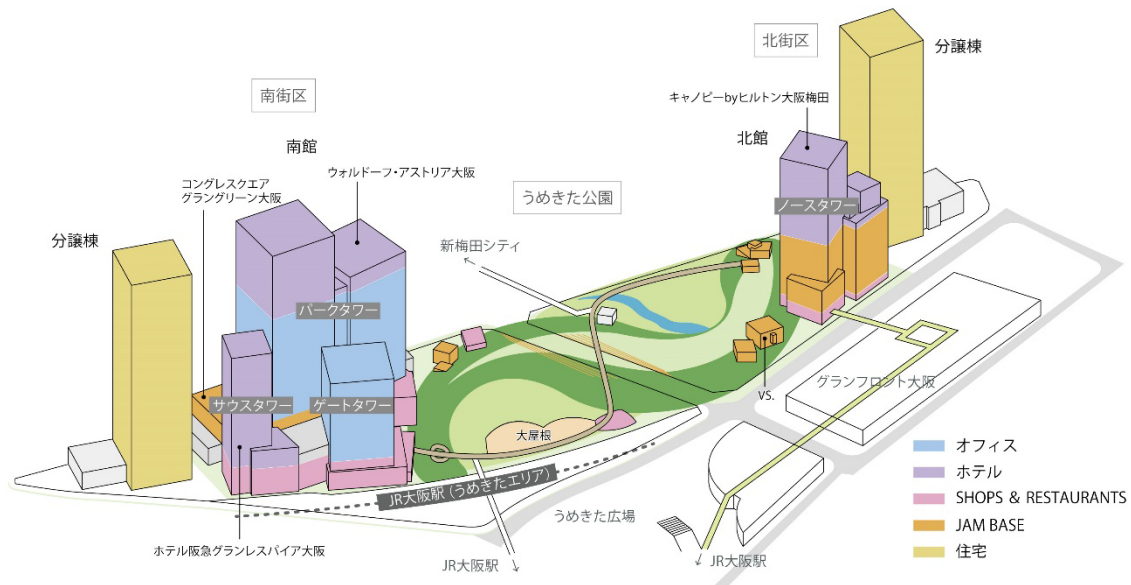 北街区
分譲棟
南街区
キャノピーbyヒルトン大阪梅田
南館
北館
コングレスクエア
グラングリーン大阪
ウォルドーフ・アストリア大阪
うめきた公園
ノースタワー
分譲棟
新梅田シティ
パークタワー
サウスタワー
ゲートタワー
VS.
グランフロント大阪
大屋根
JR大阪駅（うめきたエリア）
うめきた広場
ホテル阪急グランレスパイア大阪
JR大阪駅
JR大阪駅
オフィス
ホテル
SHOPS & RESTAURANTS
JAM BASE
住宅